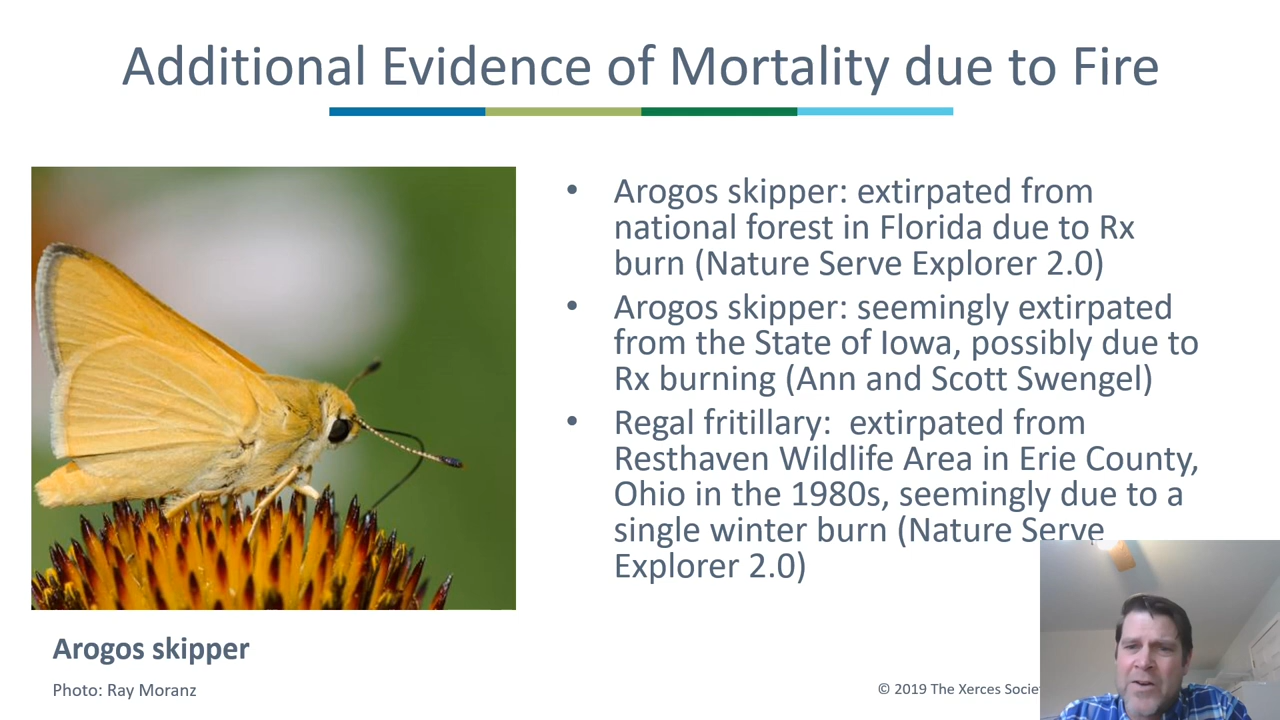 Additional Evidence of Mortality due to Fire
• Arogos skipper: extirpated from
national forest in Florida due to Rx
burn (Nature Serve Explorer 2.0)
• Arogos skipper: seemingly extirpated
from the State of Iowa, possibly due to
Rx burning (Ann and Scott Swengel)
• Regal fritillary:  extirpated from
Resthaven Wildlife Area in Erie County,
Ohio in the 1980s, seemingly due to a
single winter burn (Nature Serve
Explorer 2.0)
Arogos skipper
Photo: Ray Moranz
© 2019 The Xerces